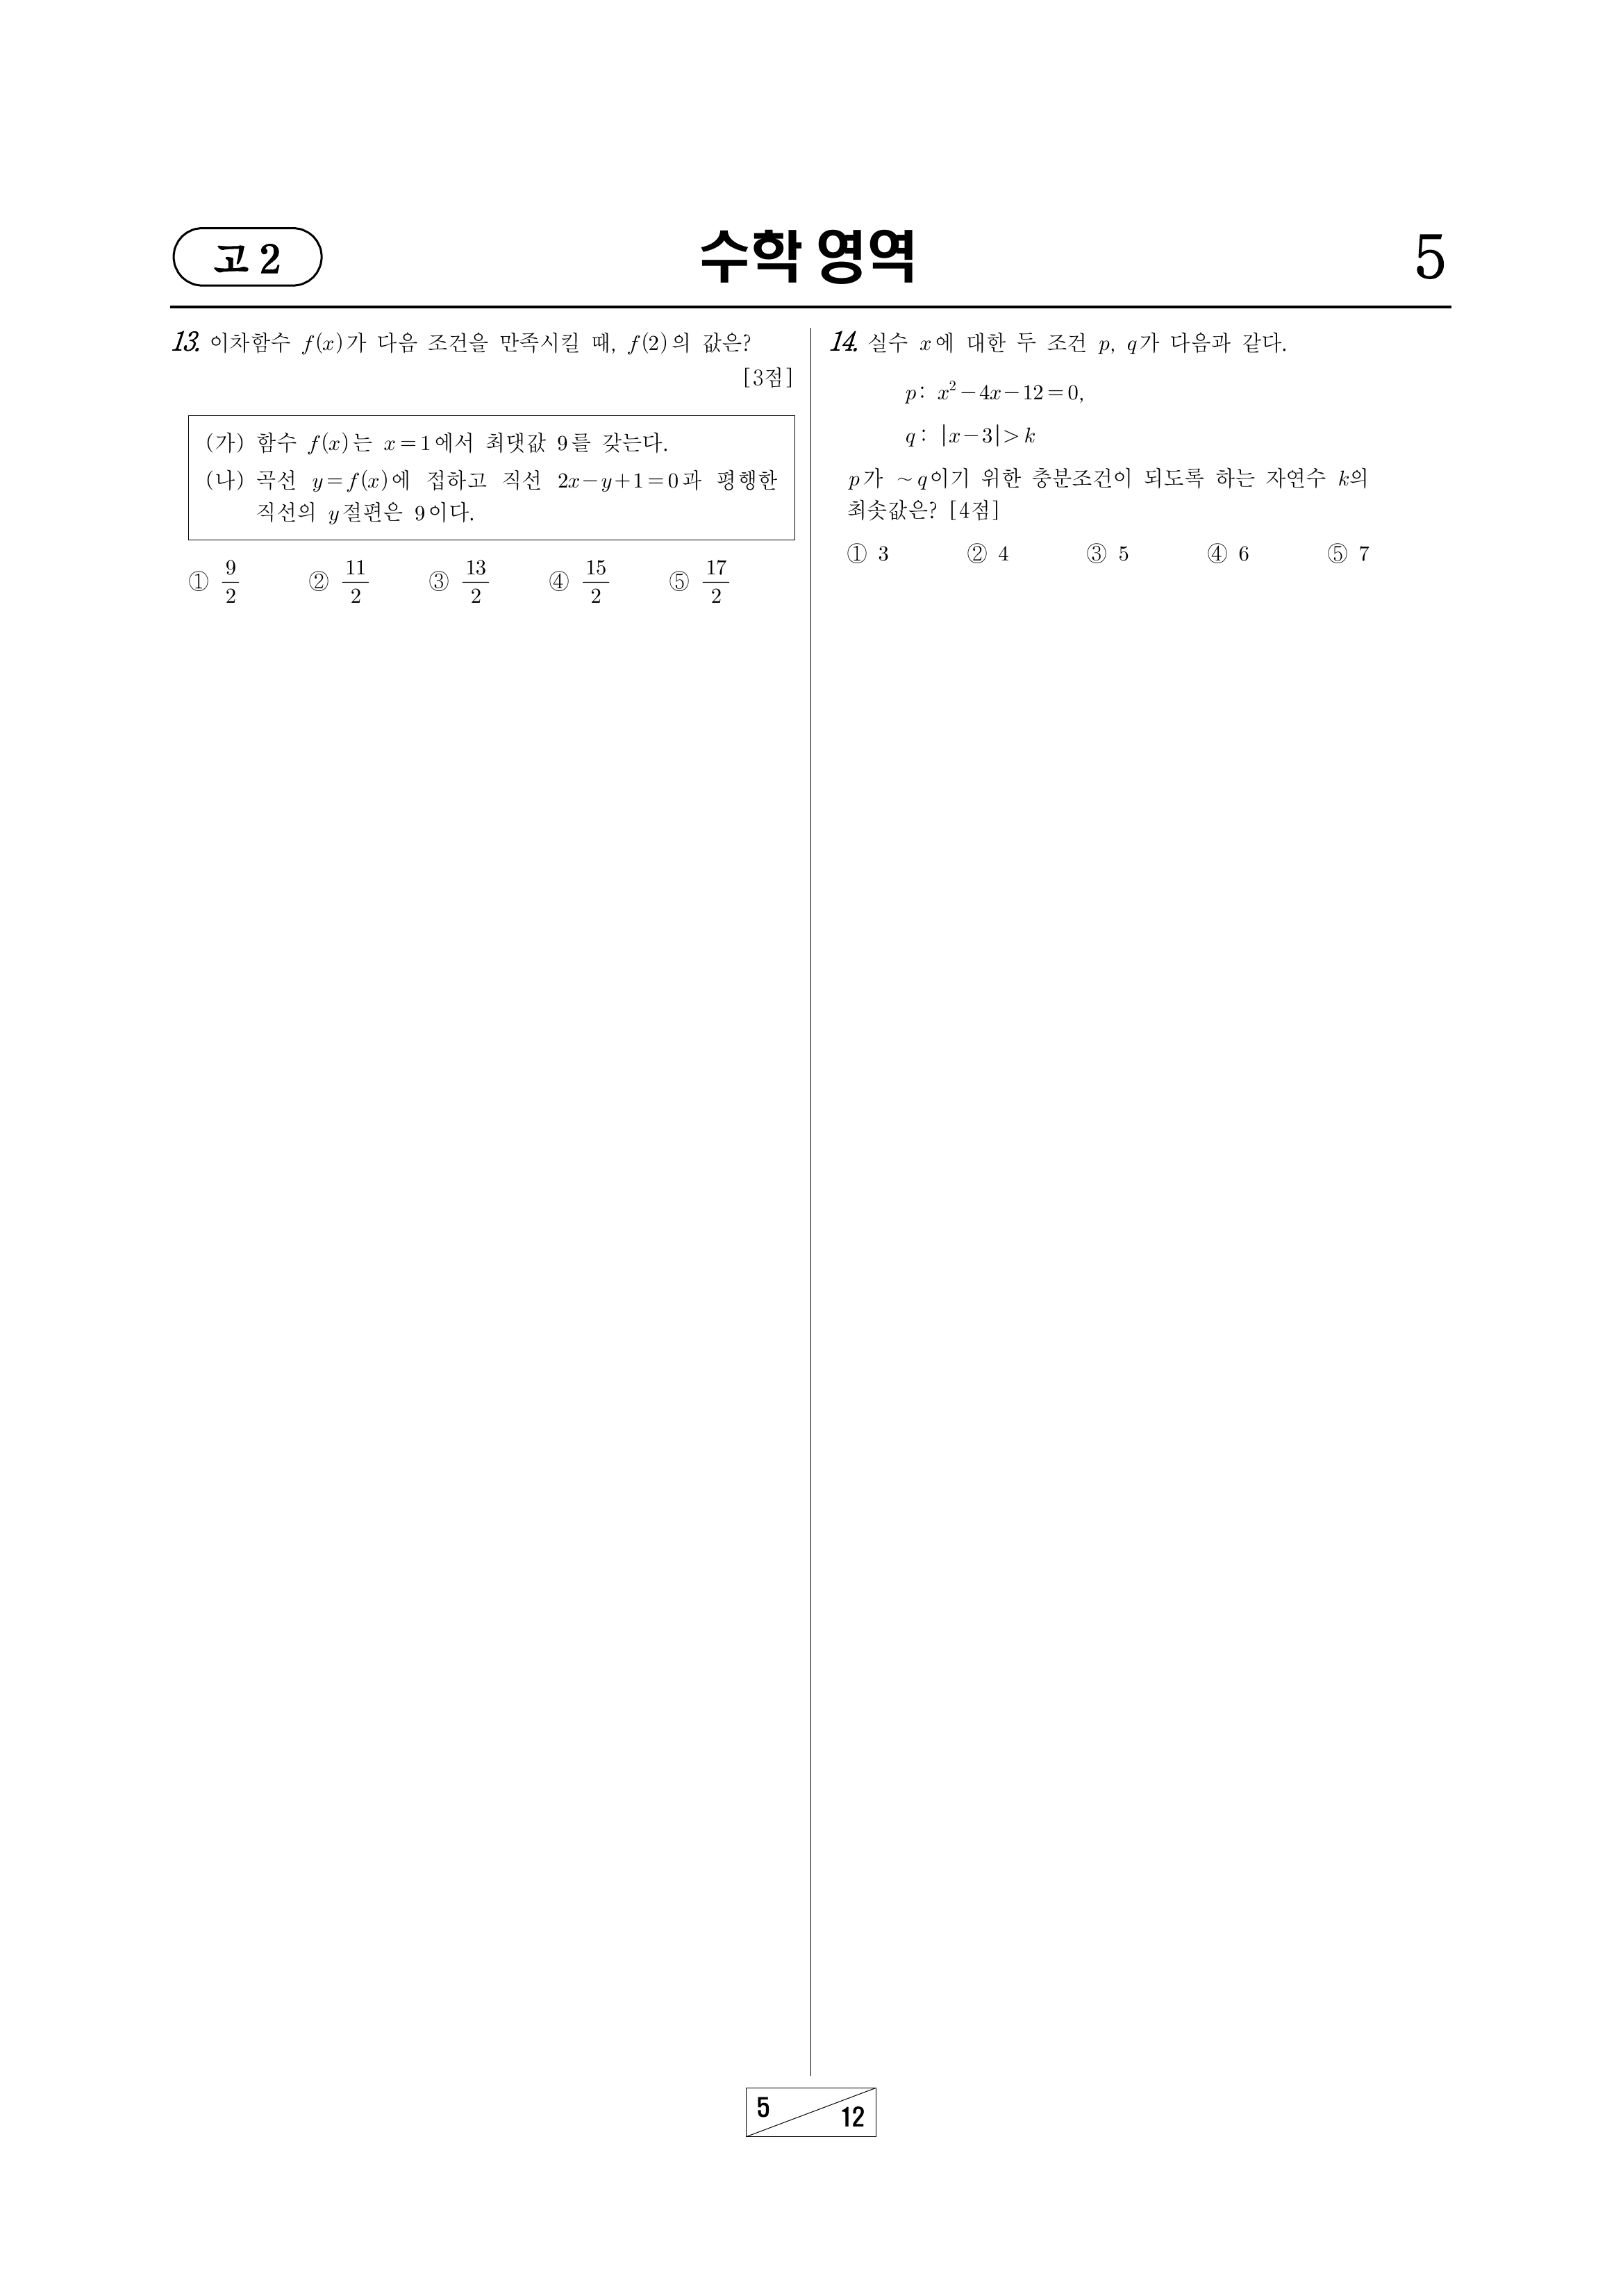 고 2
수학 영역
5
13. 이차함수 f(x)가 다음 조건을 만족시킬 때, f(2)의 값은?
[3점]
(가) 함수 f(x)는 x=1에서 최댓값 9를 갖는다.
(나) 곡선 y=f(x)에 접하고 직선 2x-y+1=0과 평행한
직선의 y절편은 9이다.
① 9/2 ② 11/2 ③ 13/2 ④ 15/2 ⑤ 17/2
14. 실수 x에 대한 두 조건 p, q가 다음과 같다.
p: x²-4x-12=0,
q: |x-3|>k
p가 ~q이기 위한 충분조건이 되도록 하는 자연수 k의
최솟값은? [4점]
① 3 ② 4 ③ 5 ④ 6 ⑤ 7
5
12